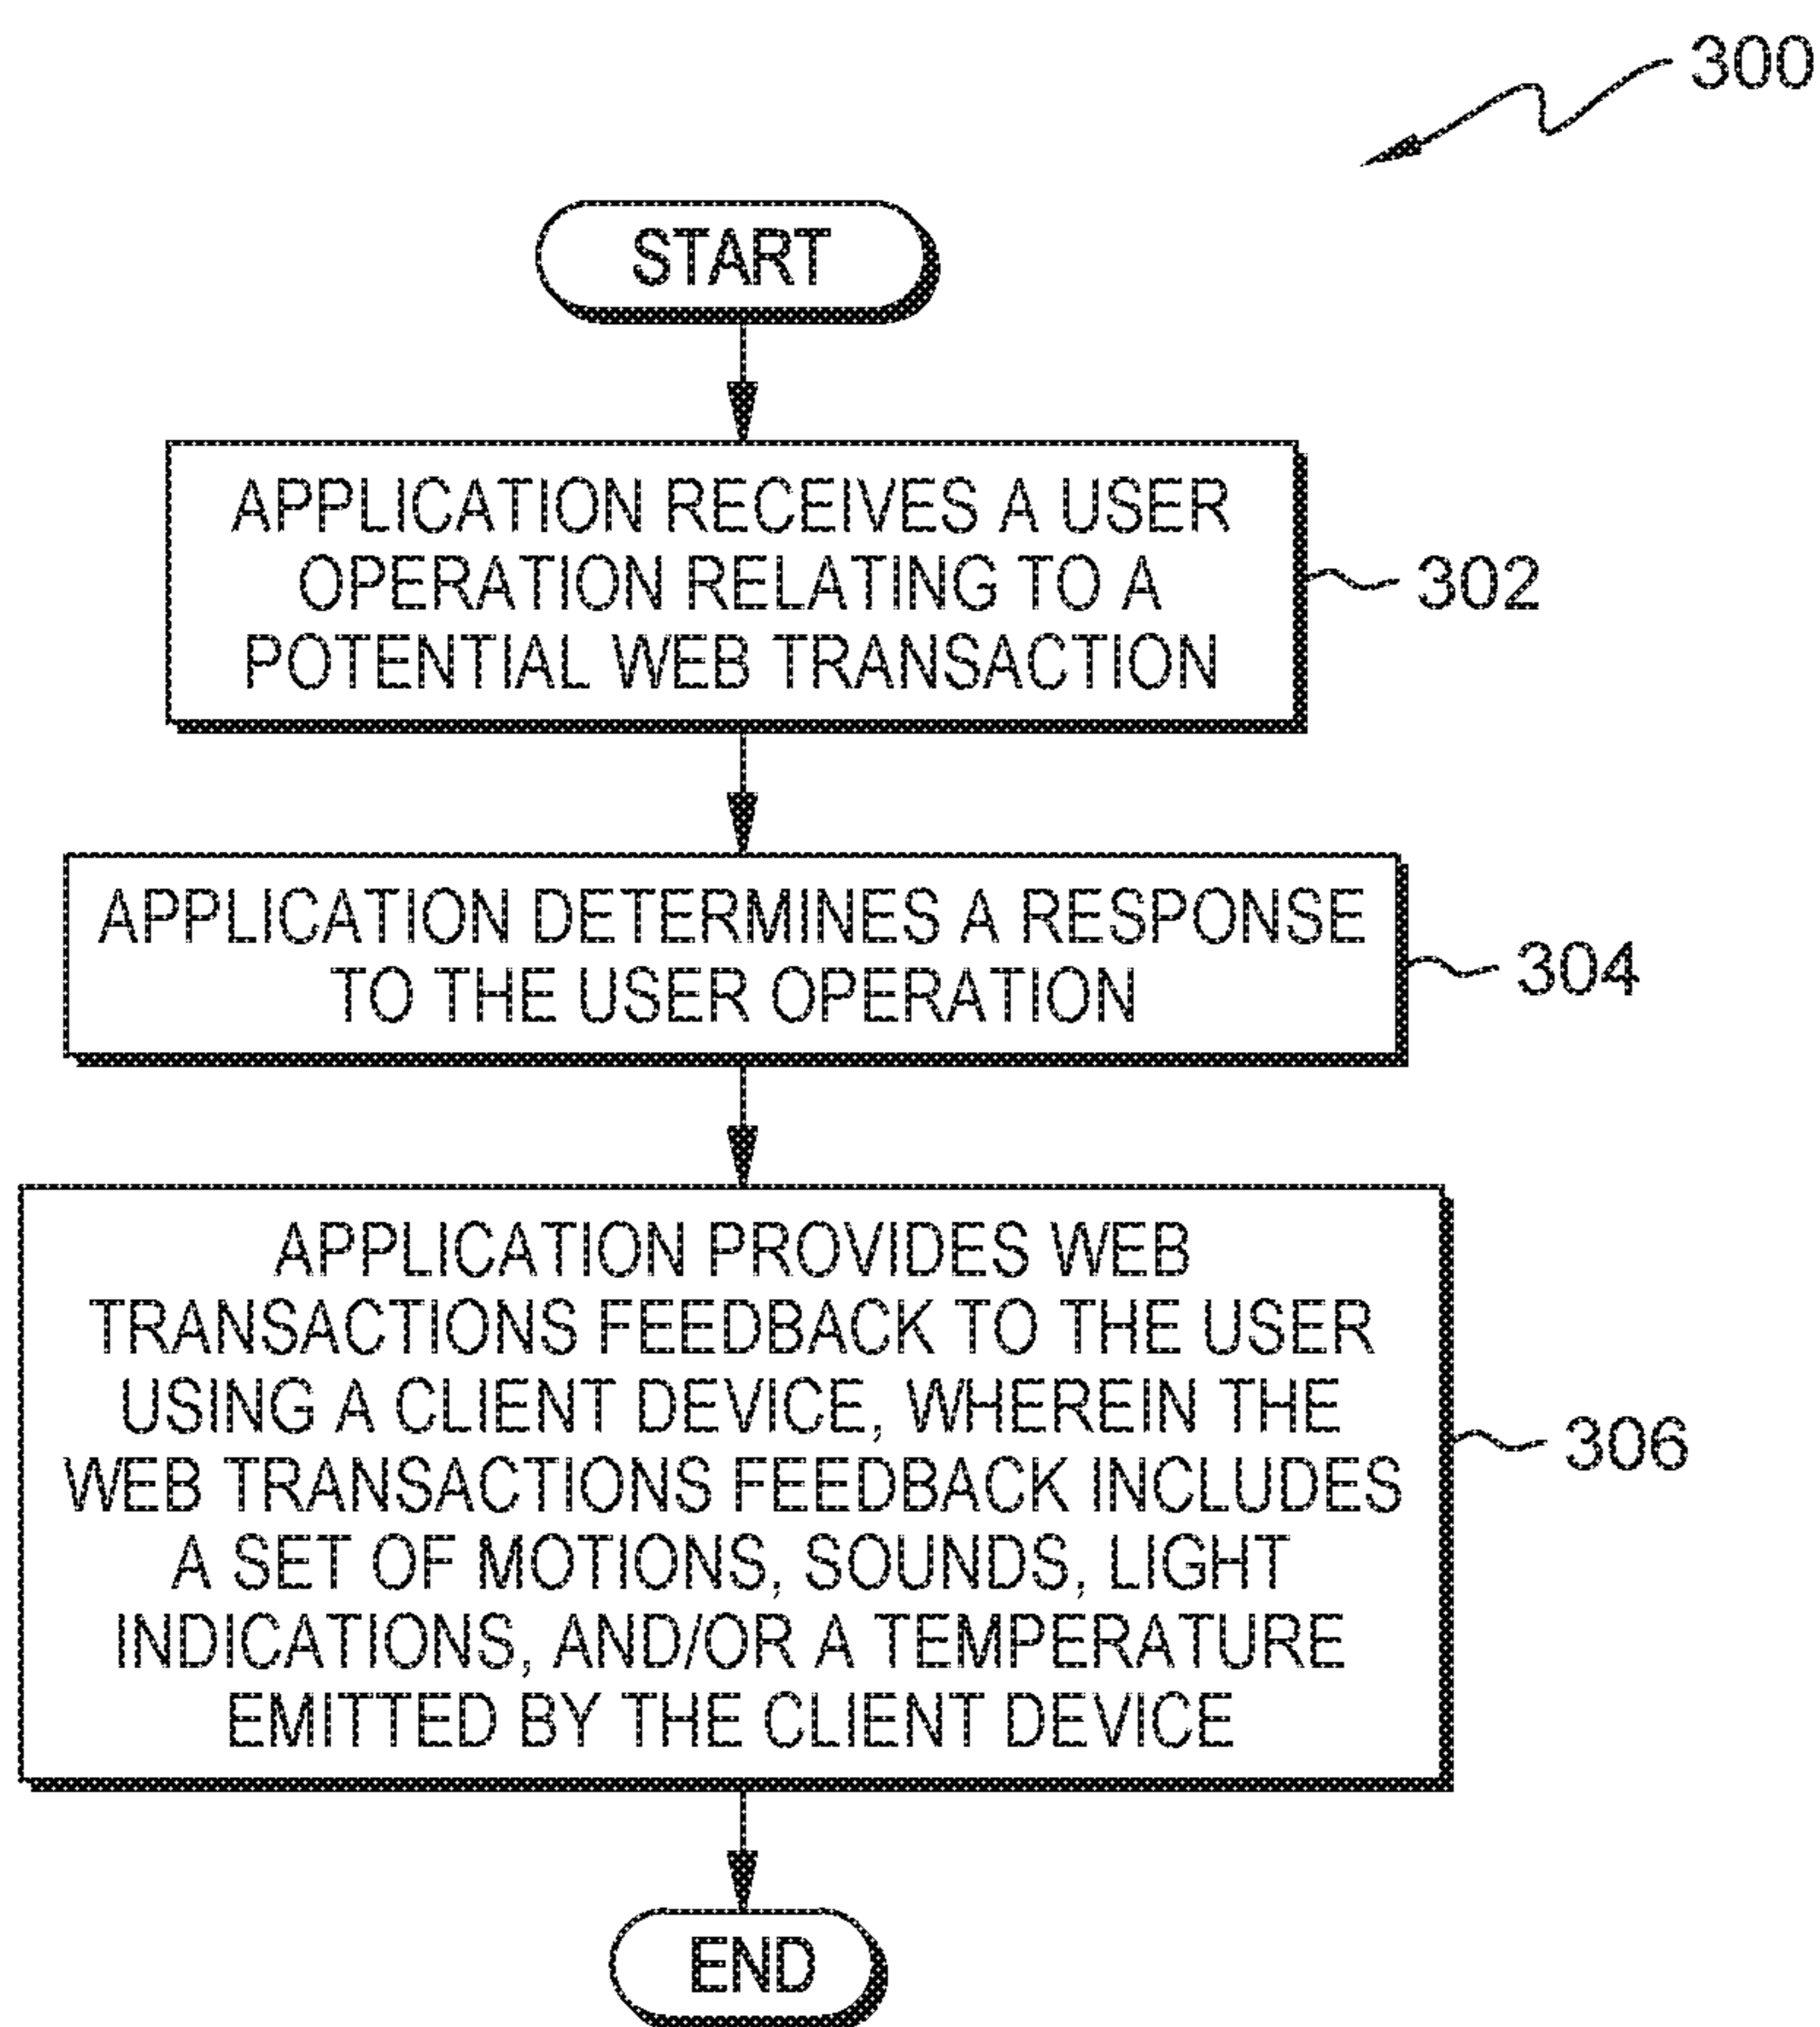 300
START
APPLICATION RECEIVES A USER
OPERATION RELATING TO A
POTENTIAL WEB TRANSACTION
302
APPLICATION DETERMINES A RESPONSE
TO THE USER OPERATION
304
APPLICATION PROVIDES WEB
TRANSACTIONS FEEDBACK TO THE USER
USING A CLIENT DEVICE, WHEREIN THE
WEB TRANSACTIONS FEEDBACK INCLUDES
A SET OF MOTIONS, SOUNDS, LIGHT
INDICATIONS, AND/OR A TEMPERATURE
EMITTED BY THE CLIENT DEVICE
306
END